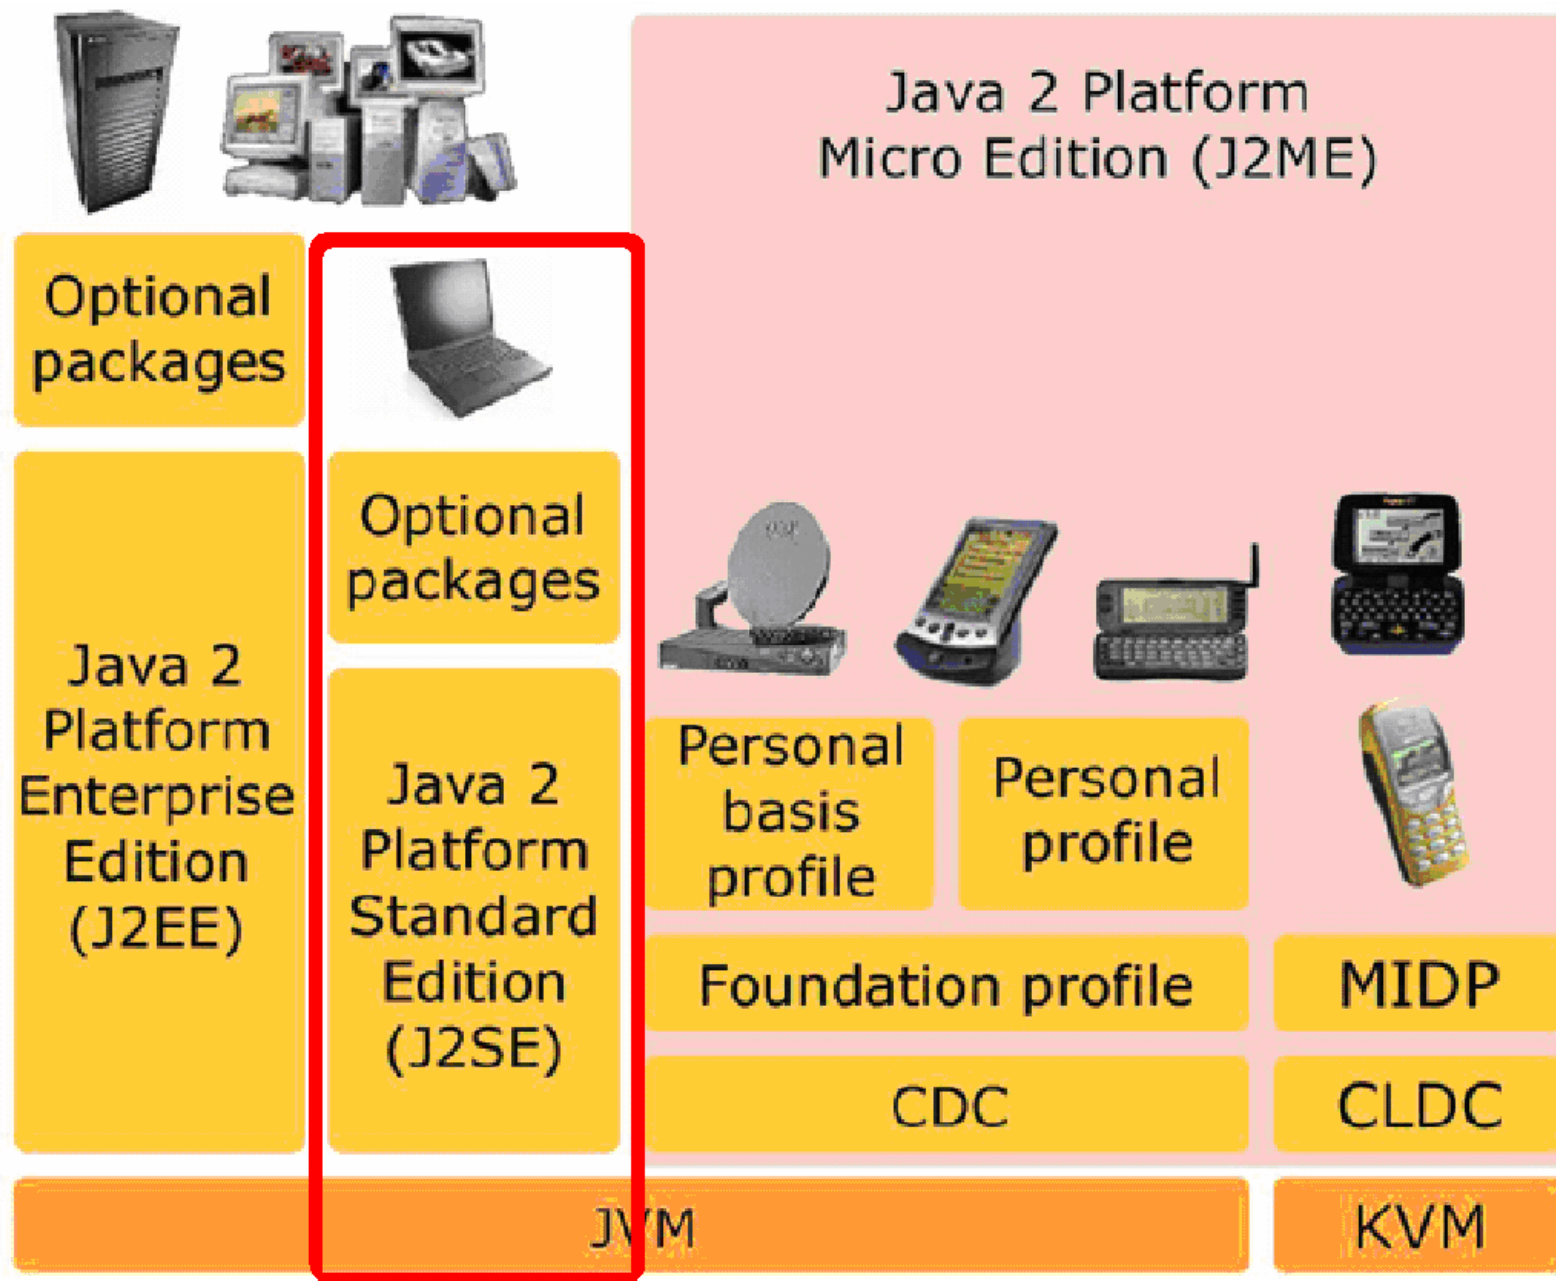 Java 2 Platform
Micro Edition (J2ME)
Optional
packages
Optional
packages
Java 2
Platform
Enterprise
Edition
(J2EE)
Java 2
Platform
Standard
Edition
(J2SE)
Personal
basis
profile
Personal
profile
Foundation profile
MIDP
CDC
CLDC
JVM
KVM